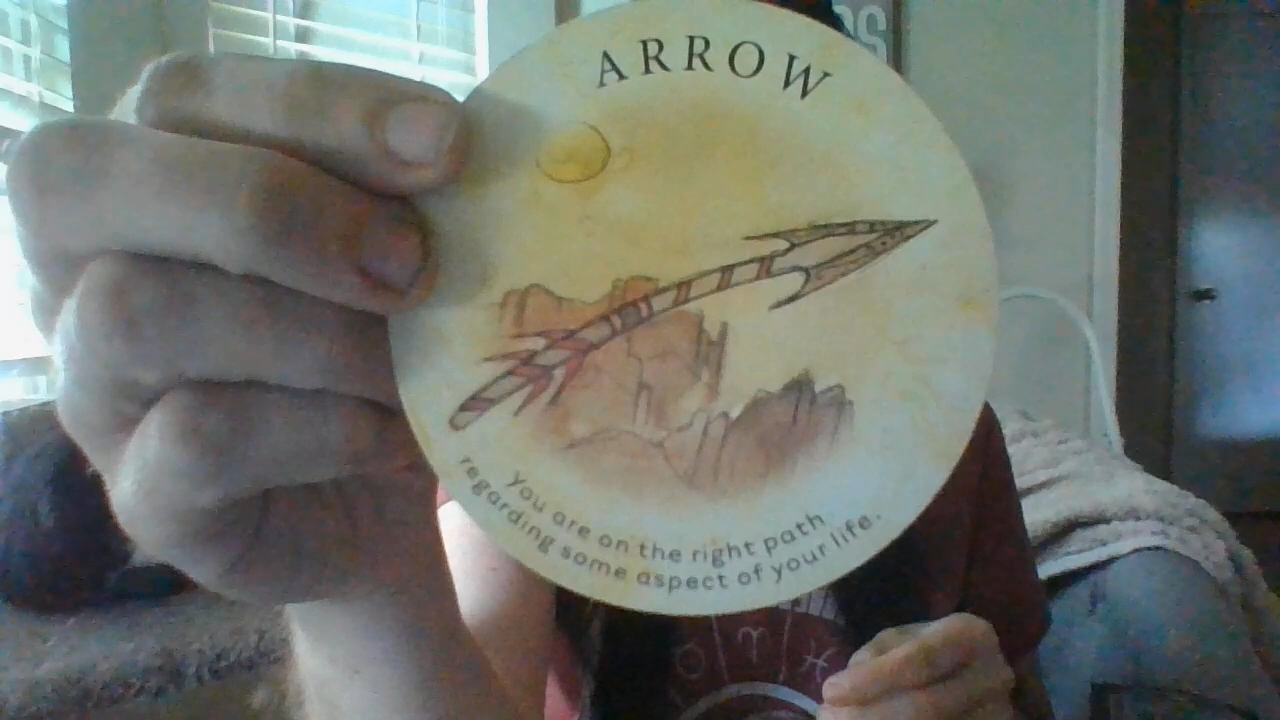 ARROW
You are on the right path
regarding some aspect of your life.